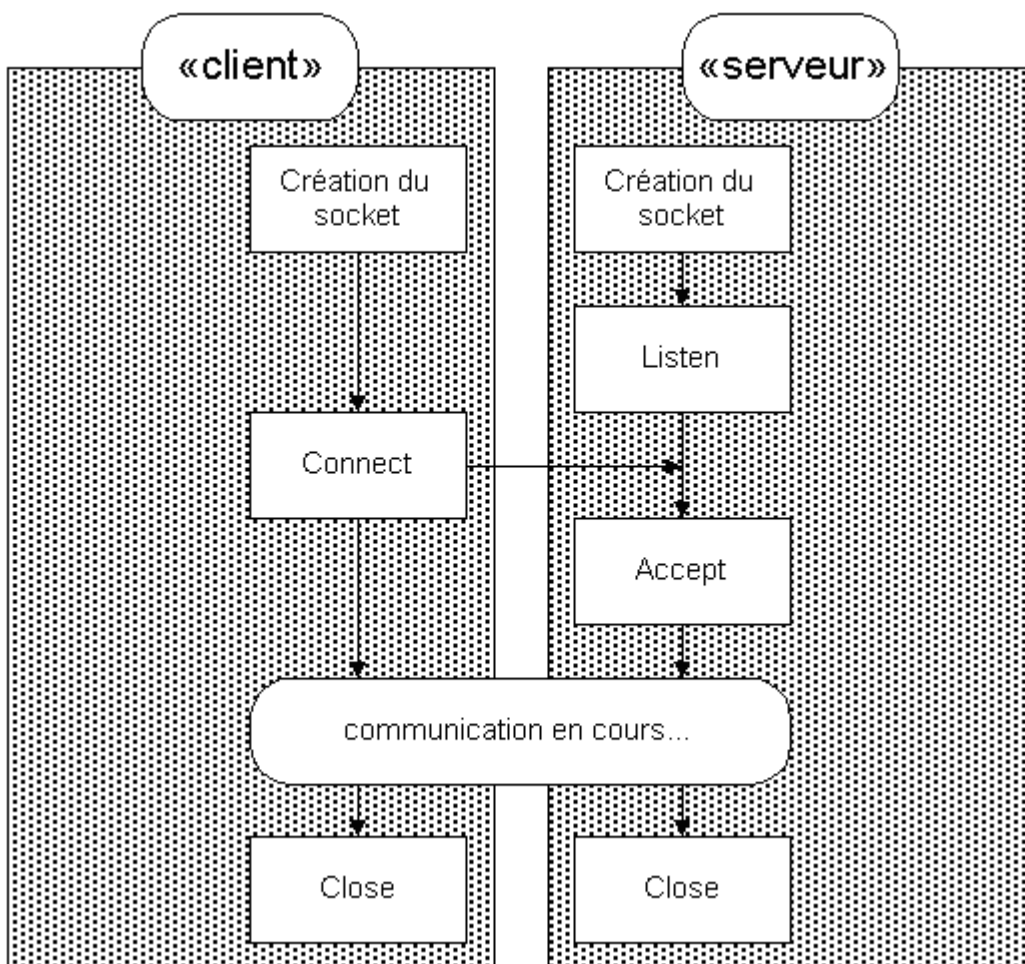 «client»
«serveur»
Création du
socket
Création du
socket
Listen
Connect
Accept
communication en cours...
Close
Close